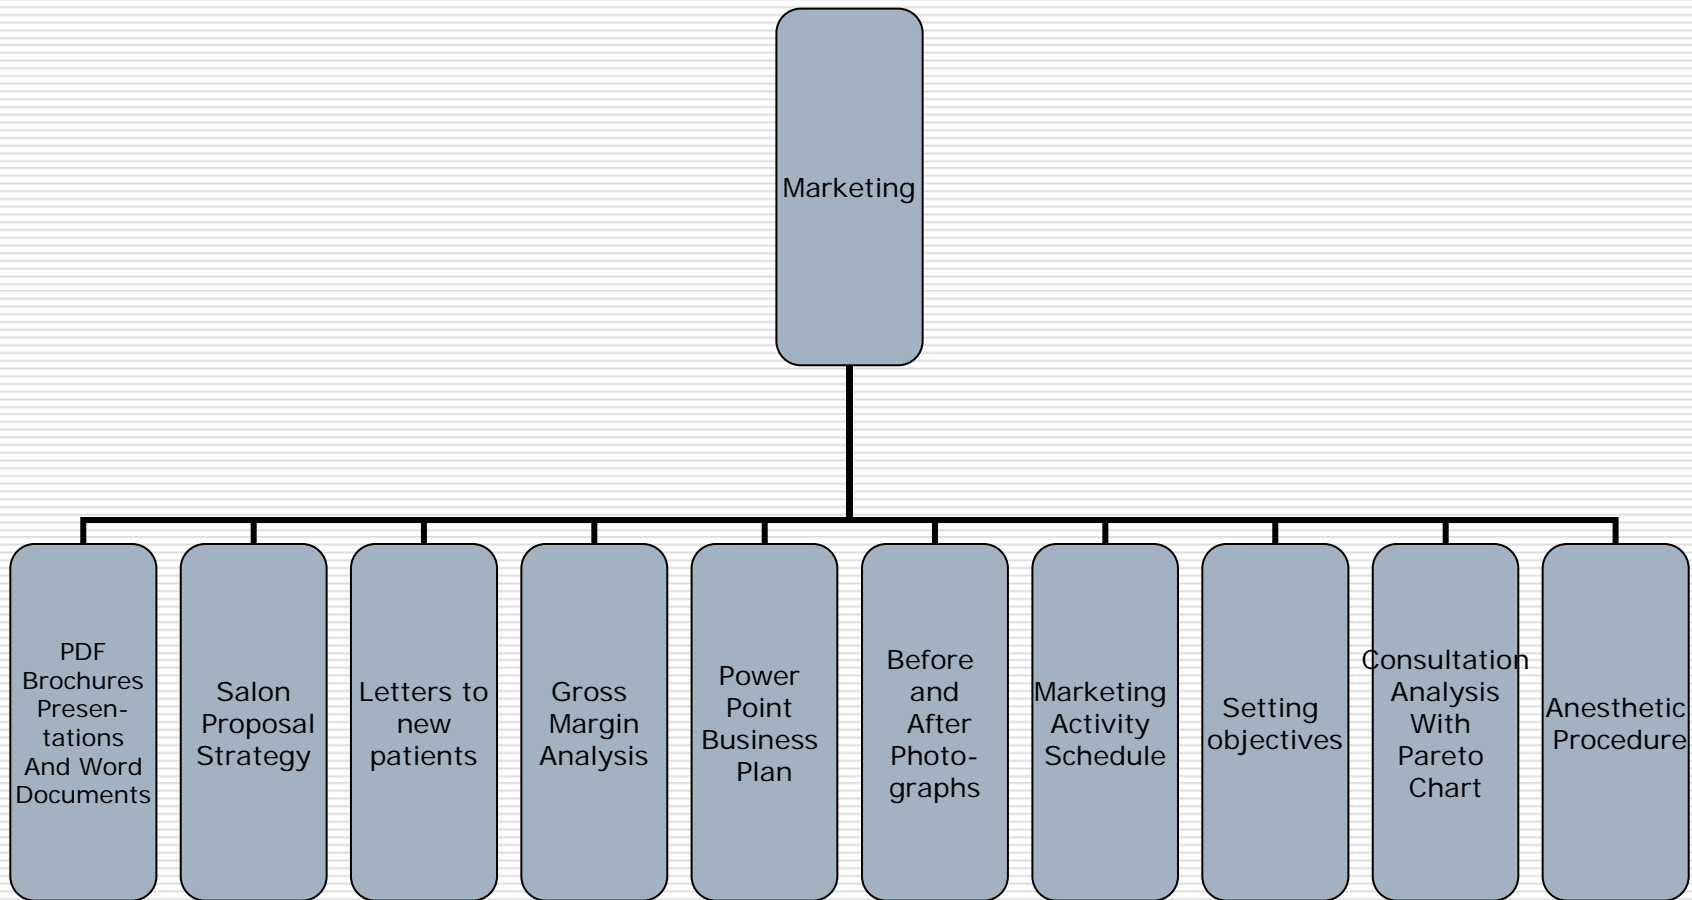 Marketing
PDF
Brochures
Presen-
tations
And Word
Documents
Salon
Proposal
Strategy
Letters to
new
patients
Gross
Margin
Analysis
Power
Point
Business
Plan
Before
and
After
Photo-
graphs
Marketing
Activity
Schedule
Setting
objectives
Consultation
Analysis
With
Pareto
Chart
Anesthetic
Procedure